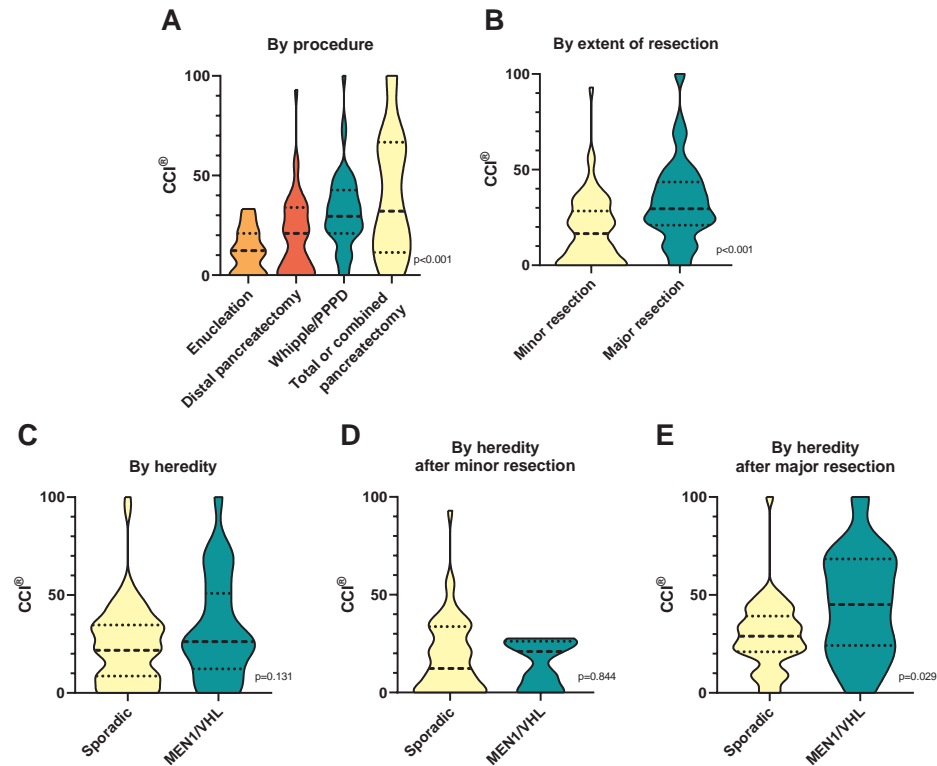 A
By procedure
100
50
0
CCI®
p<0.001
Enucleation
Distal pancreatectomy
Whipple/PPPD
Total or combined
pancreatectomy
B
By extent of resection
100
50
0
CCI®
p<0.001
Minor resection
Major resection
C
By heredity
100
50
0
CCI®
p=0.131
Sporadic
MEN1/VHL
D
By heredity
after minor resection
100
50
0
CCI®
p=0.844
Sporadic
MEN1/VHL
E
By heredity
after major resection
100
50
0
CCI®
p=0.029
Sporadic
MEN1/VHL